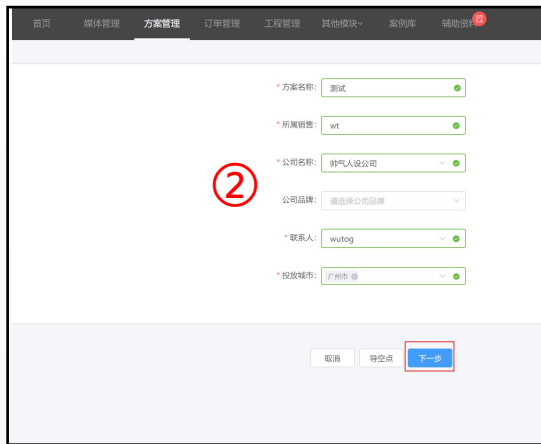 首页 媒体管理 方案管理 订单管理 工程管理 其他模块 案例库 辅助资料
* 方案名称: 测试
* 所属销售: wt
* 公司名称: 帅气人设公司
②
公司品牌: 请选择公司品牌
* 联系人: wutog
* 投放城市: 广州市
取消 导空点 下一步